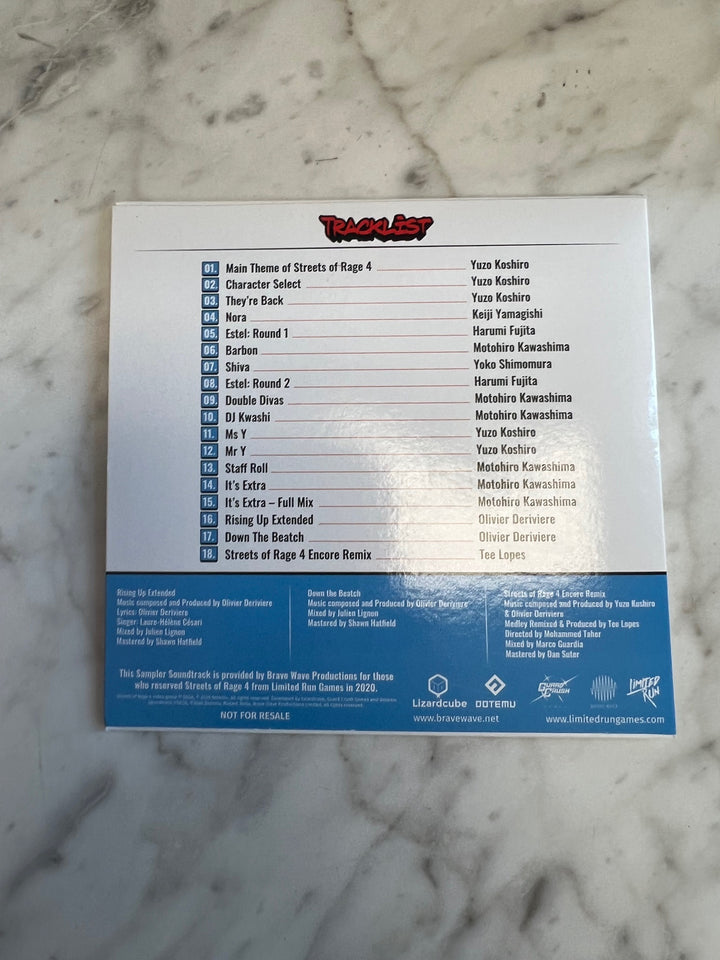 TRACKLIST
01. Main Theme of Streets of Rage 4 Yuzo Koshiro
02. Character Select Yuzo Koshiro
03. They're Back Yuzo Koshiro
04. Nora Keiji Yamagishi
05. Estel: Round 1 Harumi Fujita
06. Barbon Motohiro Kawashima
07. Shiva Yoko Shimomura
08. Estel: Round 2 Harumi Fujita
09. Double Divas Motohiro Kawashima
10. DJ Kwashi Motohiro Kawashima
11. Ms Y Yuzo Koshiro
12. Mr Y Yuzo Koshiro
13. Staff Roll Motohiro Kawashima
14. It's Extra Motohiro Kawashima
15. It's Extra – Full Mix Motohiro Kawashima
16. Rising Up Extended Olivier Deriviere
17. Down The Beatch Olivier Deriviere
18. Streets of Rage 4 Encore Remix Tee Lopes
Rising Up Extended
Music composed and Produced by Olivier Deriviere
Lyrics: Olivier Deriviere
Singer: Laure-Hélène Césari
Mixed by Julien Lignon
Mastered by Shawn Hatfield
Down the Beatch
Music composed and Produced by Olivier Deriviere
Mixed by Julien Lignon
Mastered by Shawn Hatfield
Streets of Rage 4 Encore Remix
Music composed and Produced by Yuzo Koshiro
& Olivier Deriviere
Medley Remixed & Produced by Tee Lopes
Directed by Mohammed Taher
Mixed by Marco Guardia
Mastered by Dan Suter
This Sampler Soundtrack is provided by Brave Wave Productions for those
who reserved Streets of Rage 4 from Limited Run Games in 2020.
NOT FOR RESALE
Lizardcube
DOTEMU
GUARD CRUSH
LIMITED RUN
www.bravewave.net
www.limitedrungames.com